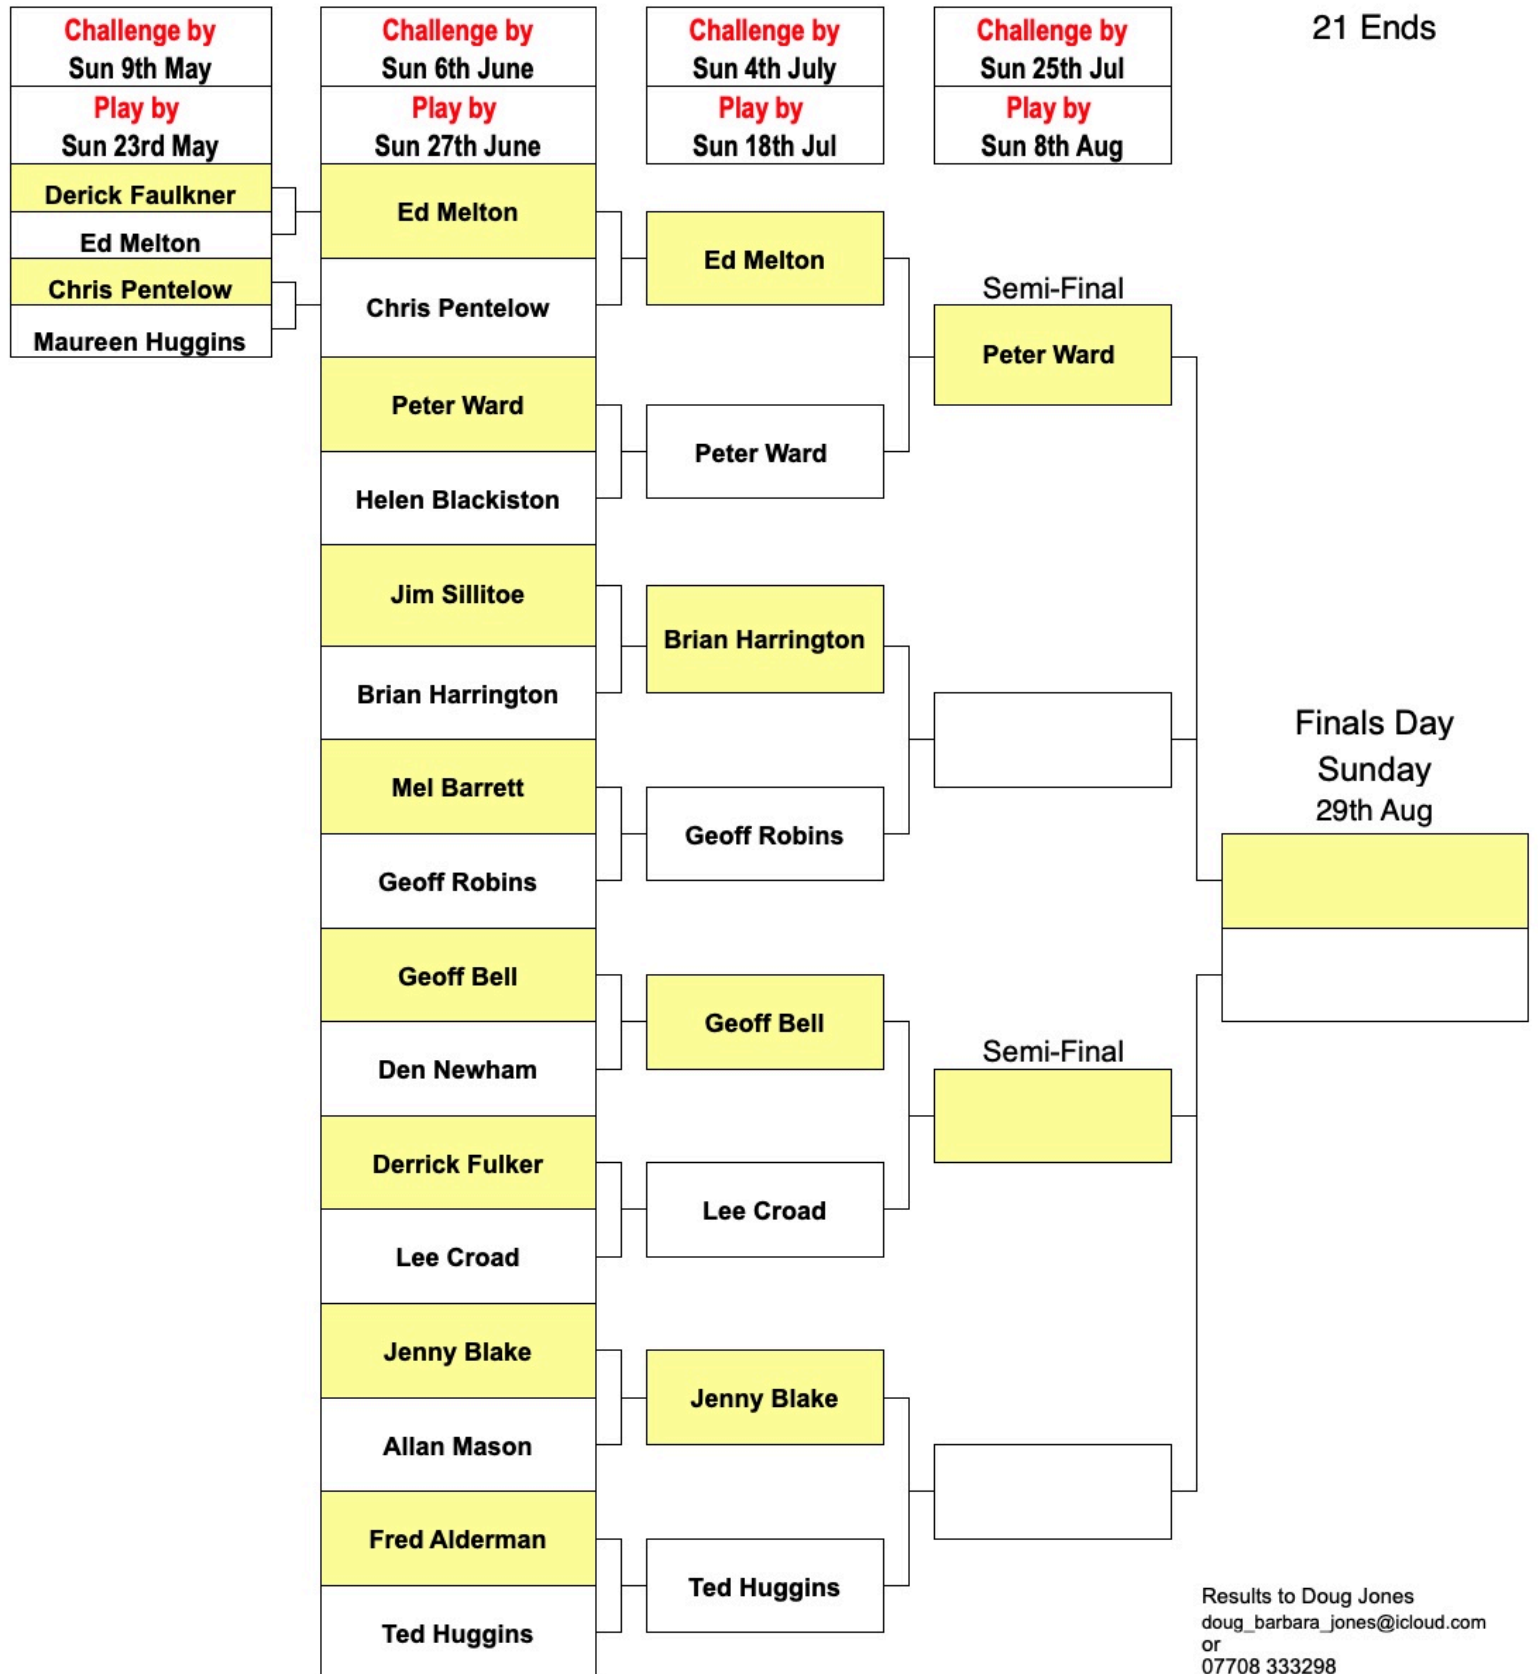 Challenge by
Sun 9th May
Play by
Sun 23rd May
Derick Faulkner
Ed Melton
Chris Pentelow
Maureen Huggins
Challenge by
Sun 6th June
Play by
Sun 27th June
Ed Melton
Chris Pentelow
Peter Ward
Helen Blackiston
Jim Sillitoe
Brian Harrington
Mel Barrett
Geoff Robins
Geoff Bell
Den Newham
Derrick Fulker
Lee Croad
Jenny Blake
Allan Mason
Fred Alderman
Ted Huggins
Challenge by
Sun 4th July
Play by
Sun 18th Jul
Ed Melton
Peter Ward
Brian Harrington
Geoff Robins
Geoff Bell
Lee Croad
Jenny Blake
Ted Huggins
Challenge by
Sun 25th Jul
Play by
Sun 8th Aug
Semi-Final
Peter Ward
Semi-Final
21 Ends
Finals Day
Sunday
29th Aug
Results to Doug Jones
doug_barbara_jones@icloud.com
or
07708 333298